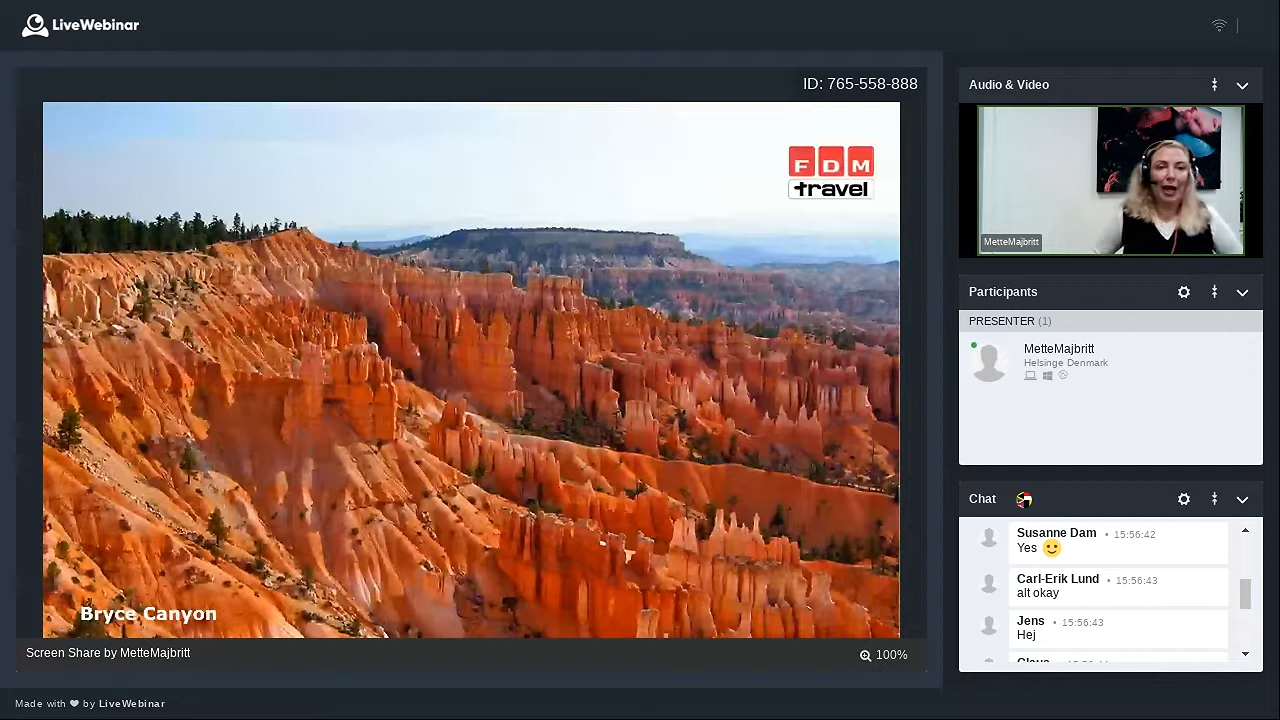 LiveWebinar
ID: 765-558-888
FDM
travel
Bryce Canyon
Screen Share by MetteMajbritt
100%
Audio & Video
MetteMajbritt
Participants
PRESENTER (1)
MetteMajbritt
Helsinge Denmark
Chat
Susanne Dam • 15:56:42
Yes
Carl-Erik Lund • 15:56:43
alt okay
Jens • 15:56:43
Hej
Made with ❤ by LiveWebinar